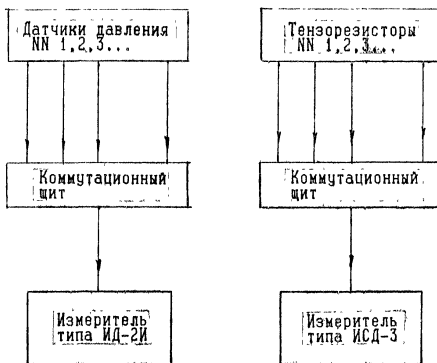 Датчики давления
NN 1,2,3...
Тензорезисторы
NN 1,2,3...
Коммутационный
щит
Коммутационный
щит
Измеритель
типа ИД-2И
Измеритель
типа ИСД-3